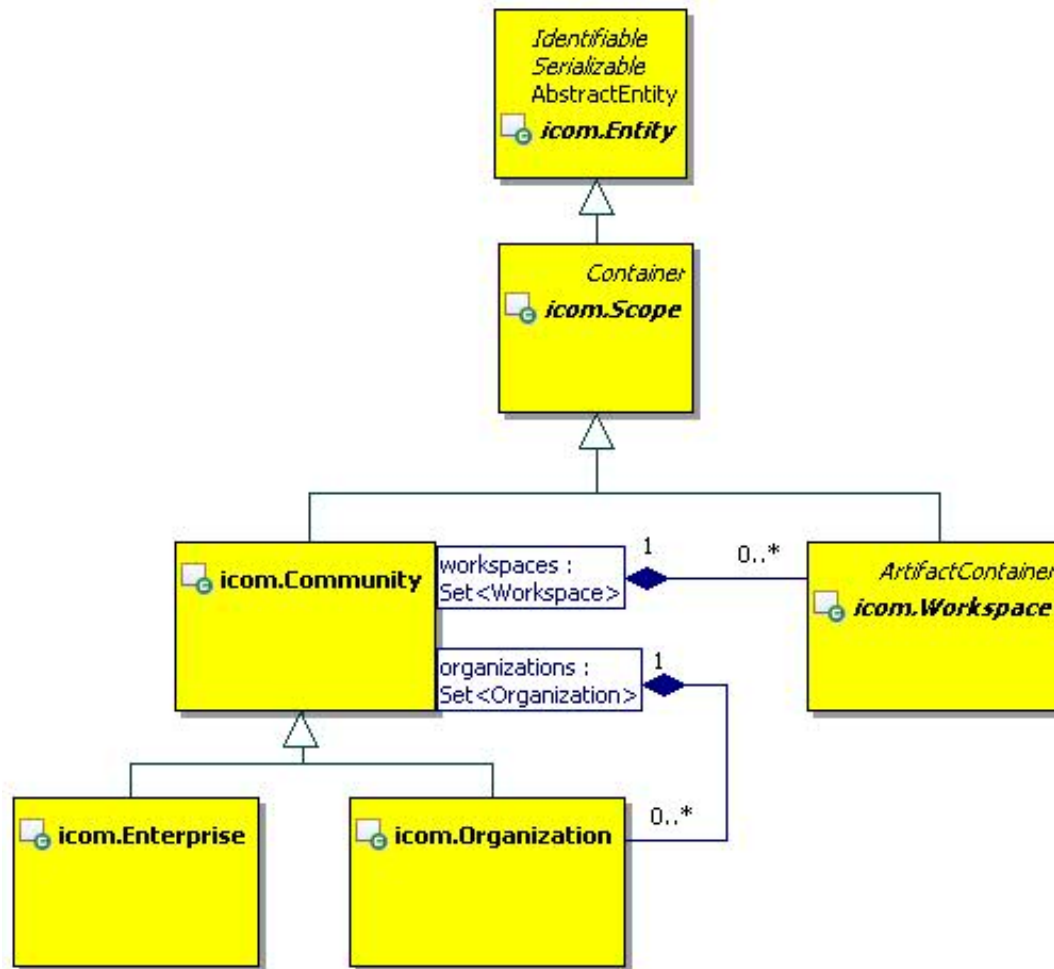 Identifiable
Serializable
AbstractEntity
icom.Entity
Container
icom.Scope
icom.Community
workspaces :
Set<Workspace>
1
0..*
ArtifactContainer
icom.Workspace
organizations :
Set<Organization>
1
0..*
icom.Enterprise
icom.Organization